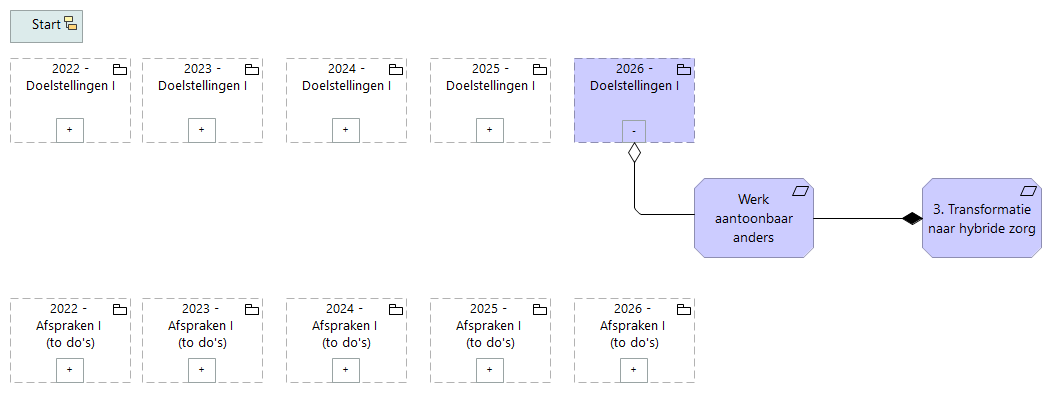 Start
2022 -
Doelstellingen I
+
2023 -
Doelstellingen I
+
2024 -
Doelstellingen I
+
2025 -
Doelstellingen I
+
2026 -
Doelstellingen I
-
Werk
aantoonbaar
anders
3. Transformatie
naar hybride zorg
2022 -
Afspraken I
(to do's)
+
2023 -
Afspraken I
(to do's)
+
2024 -
Afspraken I
(to do's)
+
2025 -
Afspraken I
(to do's)
+
2026 -
Afspraken I
(to do's)
+